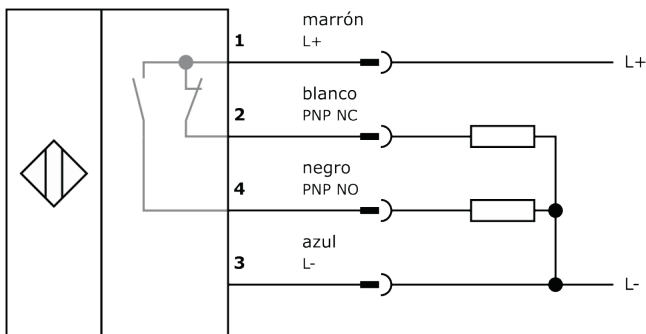 marrón
1 L+ L+
blanco
2 PNP NC
negro
4 PNP NO
azul
3 L- L-